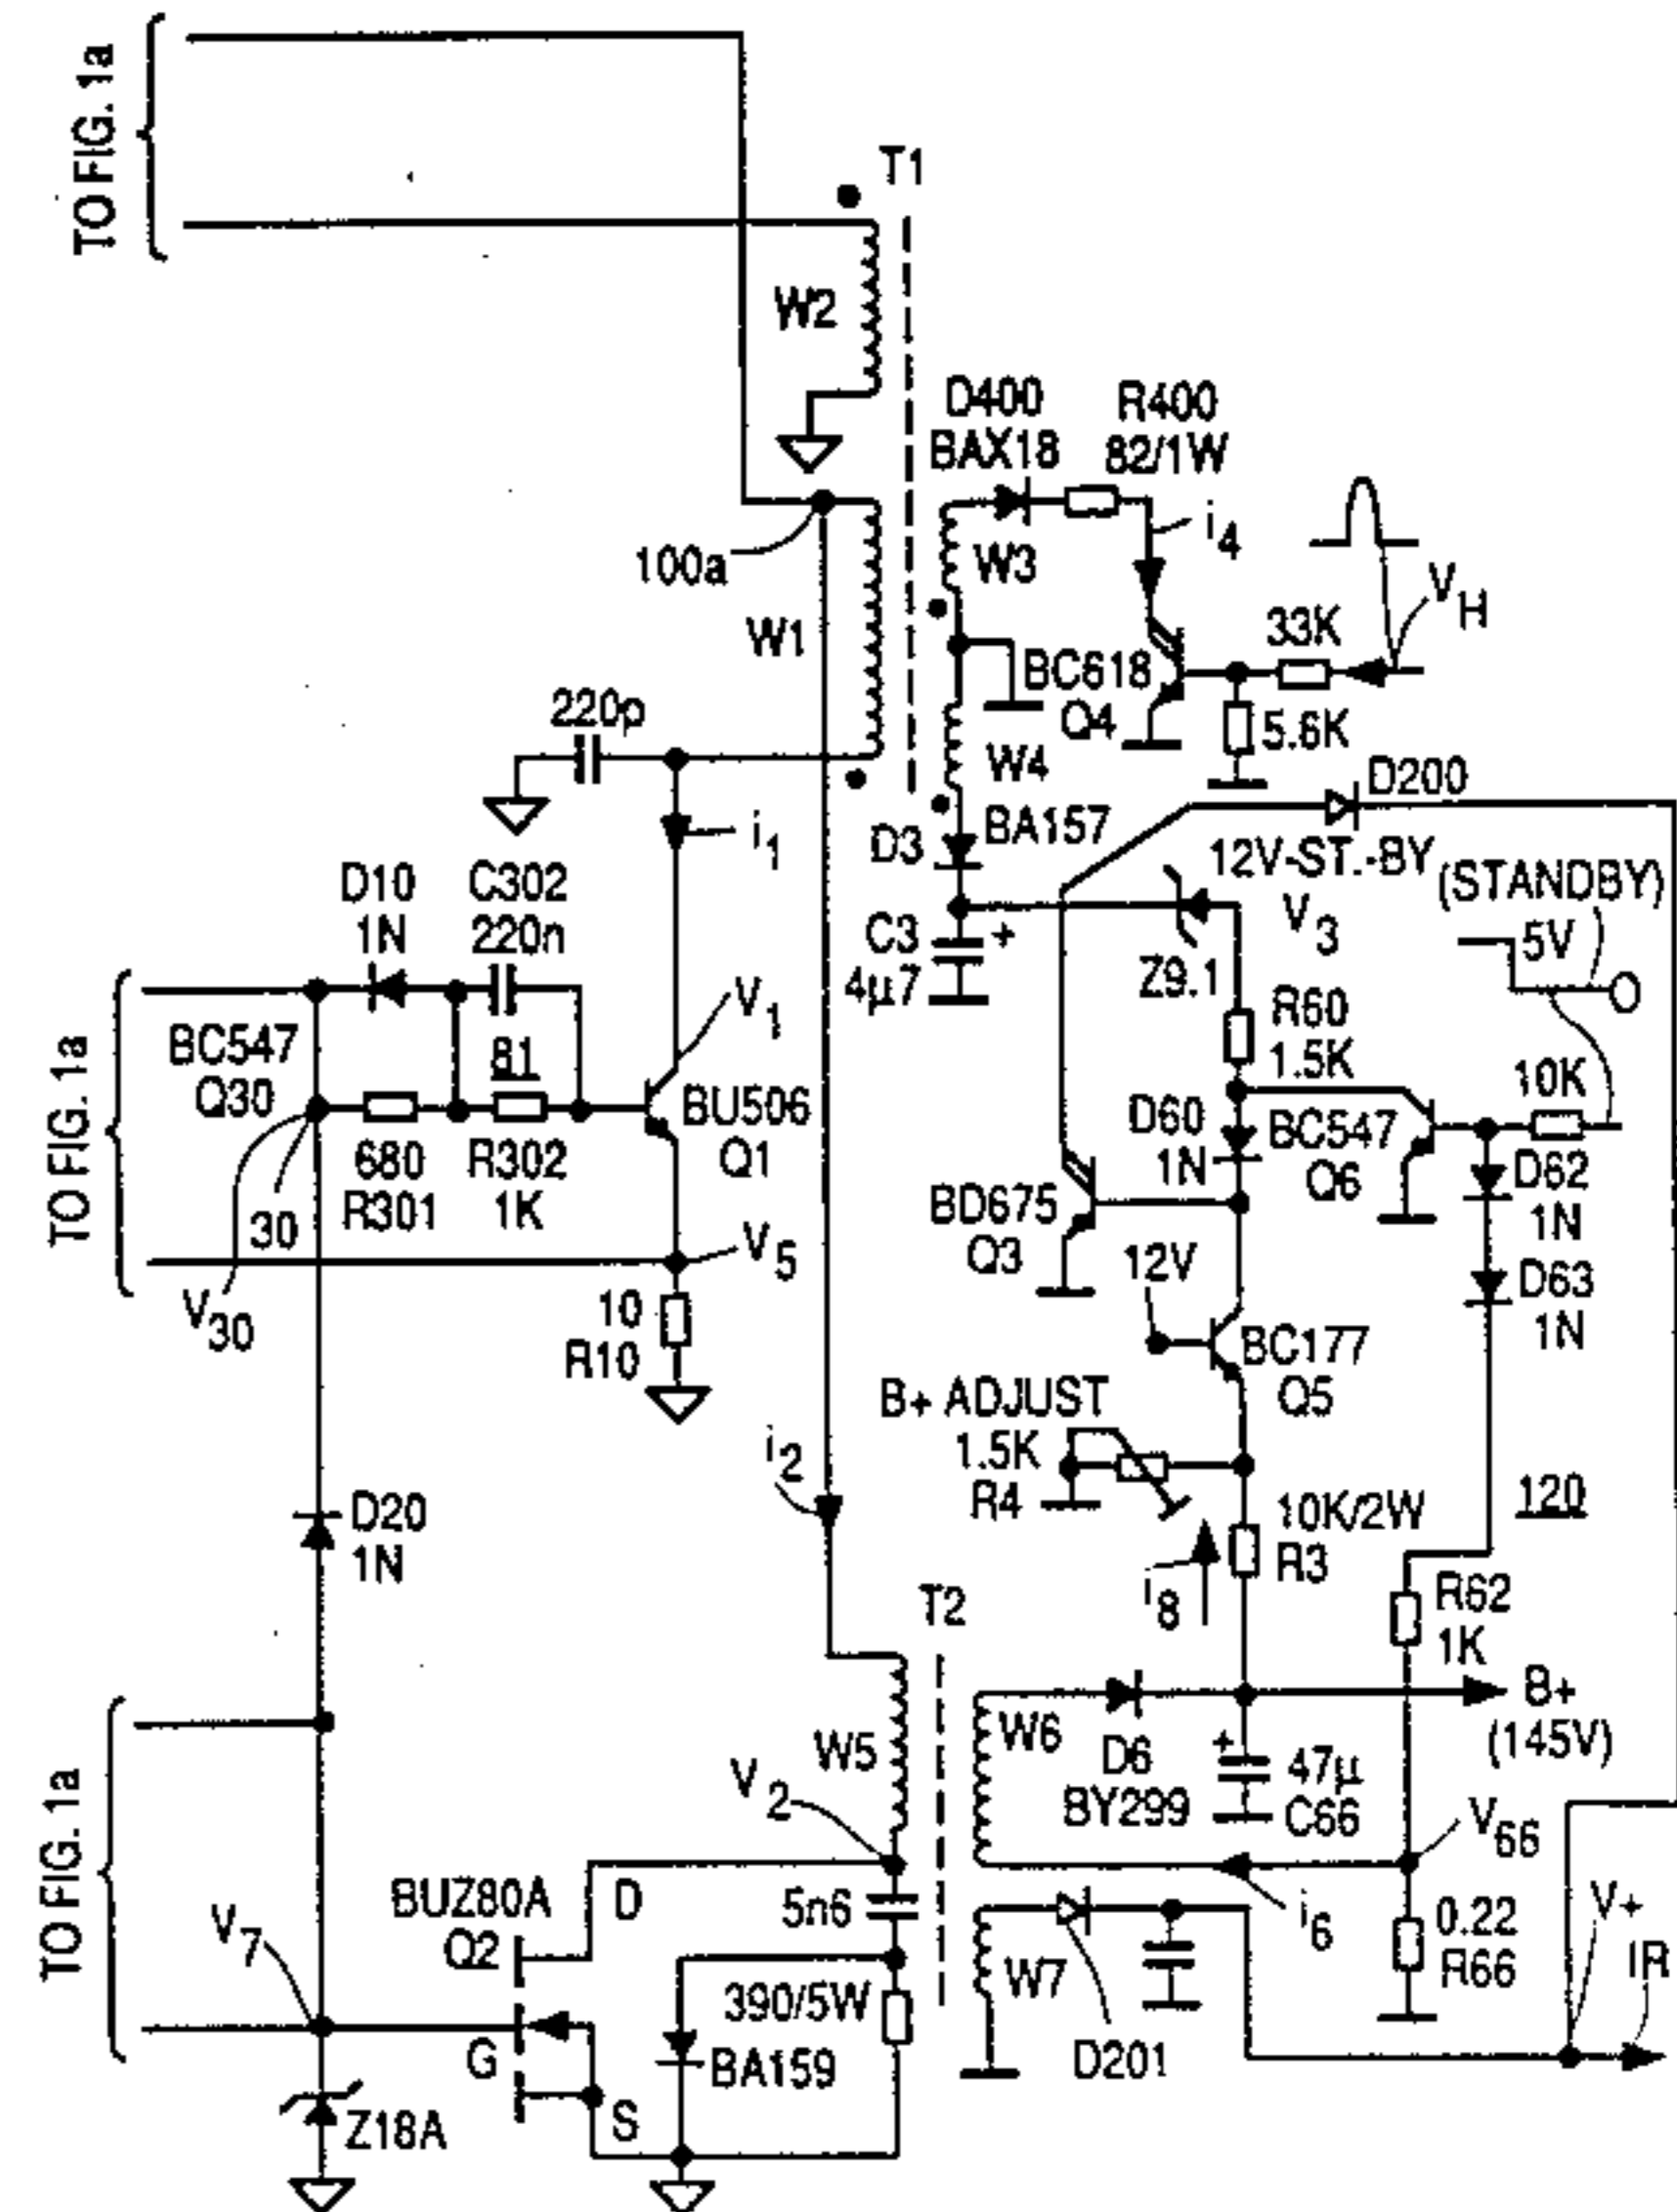 TO FIG. 1a
T1
W2
D400
BAX18
R400
82/1W
100a
W1
W3
i4
VH
33K
BC618
Q4
5.6K
220p
W4
D200
i1
D3
BA157
12V-ST.-BY
V3
(STANDBY)
5V
D10
1N
C302
220n
C3
4µ7
+
Z9.1
TO FIG. 1a
BC547
Q30
81
V1
R60
1.5K
10K
BU506
Q1
D60
1N
BC547
Q6
680
R301
R302
1K
30
V30
BD675
Q3
D62
1N
V5
12V
D63
1N
10
R10
BC177
Q5
B+ ADJUST
1.5K
R4
i2
120
D20
1N
10K/2W
R3
i8
T2
R62
1K
TO FIG. 1a
W5
W6
D6
BY299
+
47µ
C66
B+
(145V)
V2
V66
BUZ80A
Q2
D
5n6
V7
i6
0.22
R66
V+
IR
W7
390/5W
D201
G
BA159
S
Z18A